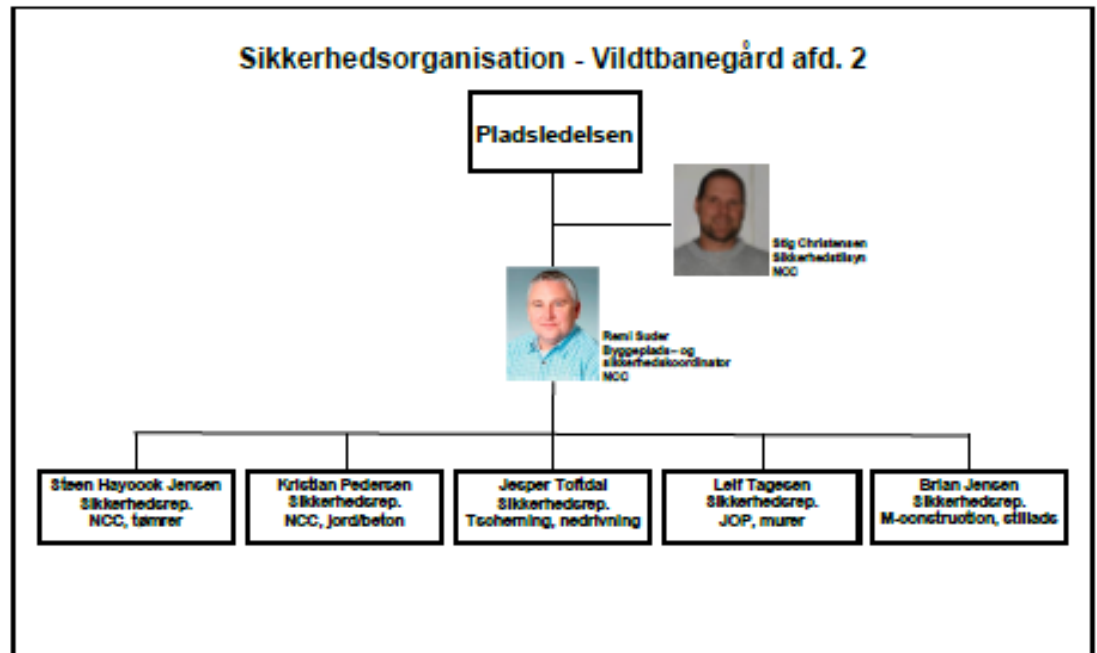 Sikkerhedsorganisation - Vildtbanegård afd. 2
Pladsledelsen
Stig Christensen
Sikkerhedstilsyn
NCC
Remi Suder
Byggeplads– og
sikkerhedskoordinator
NCC
Steen Haycock Jensen
Sikkerhedsrep.
NCC, tømrer
Kristian Pedersen
Sikkerhedsrep.
NCC, jord/beton
Jesper Toftdal
Sikkerhedsrep.
Tscherning, nedrivning
Leif Tagesen
Sikkerhedsrep.
JOP, murer
Brian Jensen
Sikkerhedsrep.
M-construction, stillads